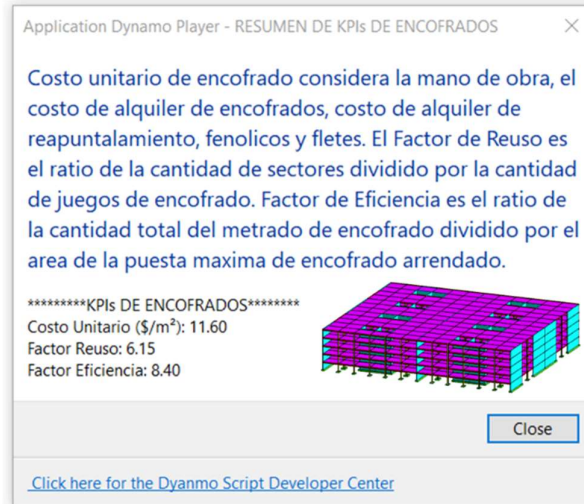 Application Dynamo Player - RESUMEN DE KPIs DE ENCOFRADOS
Costo unitario de encofrado considera la mano de obra, el
costo de alquiler de encofrados, costo de alquiler de
reapuntalamiento, fenolicos y fletes. El Factor de Reuso es
el ratio de la cantidad de sectores dividido por la cantidad
de juegos de encofrado. Factor de Eficiencia es el ratio de
la cantidad total del metrado de encofrado dividido por el
area de la puesta maxima de encofrado arrendado.
*********KPIs DE ENCOFRADOS********
Costo Unitario ($/m²): 11.60
Factor Reuso: 6.15
Factor Eficiencia: 8.40
Close
Click here for the Dyanmo Script Developer Center